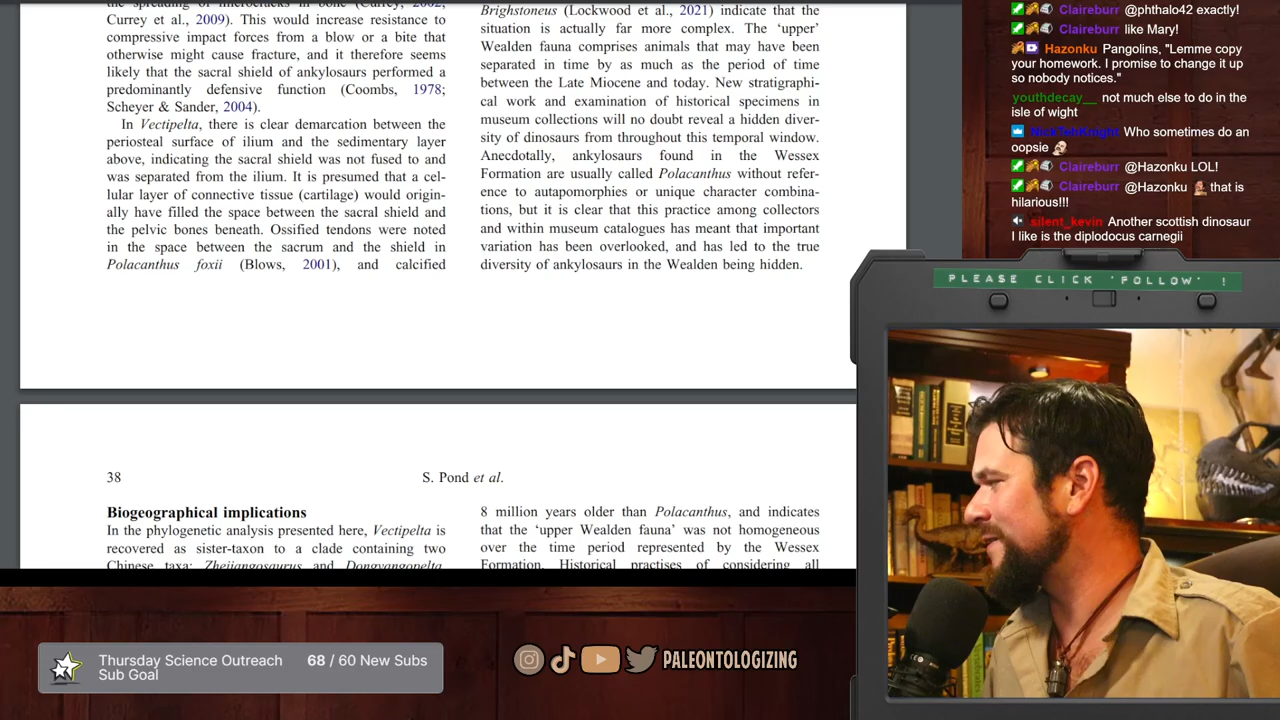 the spreading of microcracks in bone (Currey, 2002;
Currey et al., 2009). This would increase resistance to
compressive impact forces from a blow or a bite that
otherwise might cause fracture, and it therefore seems
likely that the sacral shield of ankylosaurs performed a
predominantly defensive function (Coombs, 1978;
Scheyer & Sander, 2004).
In Vectipelta, there is clear demarcation between the
periosteal surface of ilium and the sedimentary layer
above, indicating the sacral shield was not fused to and
was separated from the ilium. It is presumed that a cel-
lular layer of connective tissue (cartilage) would origin-
ally have filled the space between the sacral shield and
the pelvic bones beneath. Ossified tendons were noted
in the space between the sacrum and the shield in
Polacanthus foxii (Blows, 2001), and calcified
Brighstoneus (Lockwood et al., 2021) indicate that the
situation is actually far more complex. The ‘upper’
Wealden fauna comprises animals that may have been
separated in time by as much as the period of time
between the Late Miocene and today. New stratigraphi-
cal work and examination of historical specimens in
museum collections will no doubt reveal a hidden diver-
sity of dinosaurs from throughout this temporal window.
Anecdotally, ankylosaurs found in the Wessex
Formation are usually called Polacanthus without refer-
ence to autapomorphies or unique character combina-
tions, but it is clear that this practice among collectors
and within museum catalogues has meant that important
variation has been overlooked, and has led to the true
diversity of ankylosaurs in the Wealden being hidden.
38
S. Pond et al.
Biogeographical implications
In the phylogenetic analysis presented here, Vectipelta is
recovered as sister-taxon to a clade containing two
Chinese taxa: Zhejiangosaurus and Dongyangopelta,
8 million years older than Polacanthus, and indicates
that the ‘upper Wealden fauna’ was not homogeneous
over the time period represented by the Wessex
Formation. Historical practises of considering all
Claireburr @phthalo42 exactly!
Claireburr like Mary!
Hazonku Pangolins, "Lemme copy
your homework. I promise to change it up
so nobody notices."
youthdecay__ not much else to do in the
isle of wight
NickTehKnight Who sometimes do an
oopsie
Claireburr @Hazonku LOL!
Claireburr @Hazonku that is
hilarious!!!
silent_kevin Another scottish dinosaur
I like is the diplodocus carnegii
PLEASE CLICK 'FOLLOW' !
Thursday Science Outreach
Sub Goal
68 / 60 New Subs
PALEONTOLOGIZING